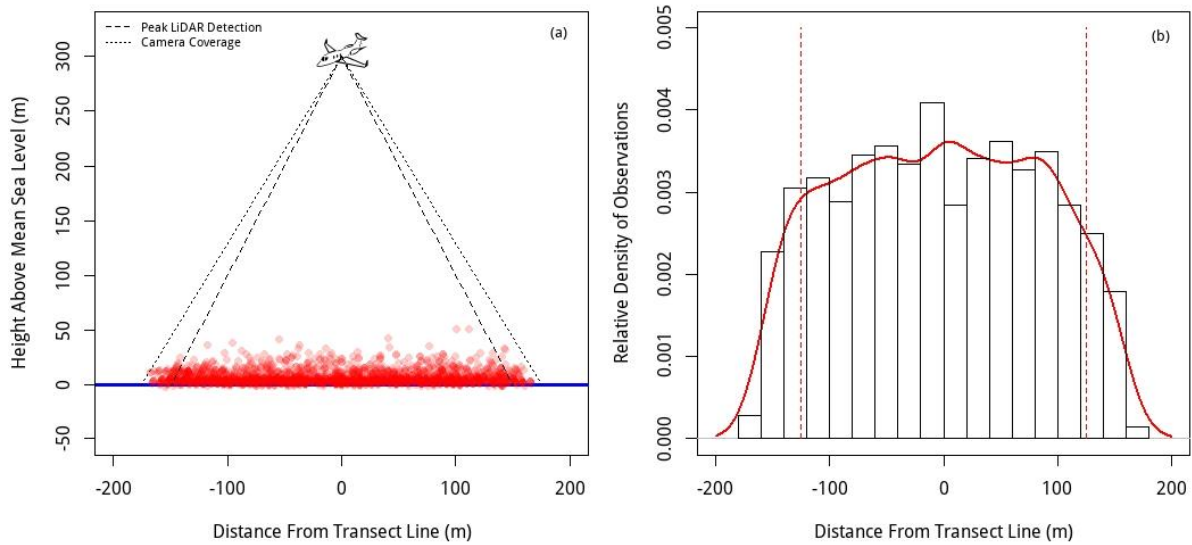 Peak LiDAR Detection
Camera Coverage
(a)
300
250
200
150
100
50
0
-50
Height Above Mean Sea Level (m)
-200 -100 0 100 200
Distance From Transect Line (m)
(b)
0.005
0.004
0.003
0.002
0.001
0.000
Relative Density of Observations
-200 -100 0 100 200
Distance From Transect Line (m)